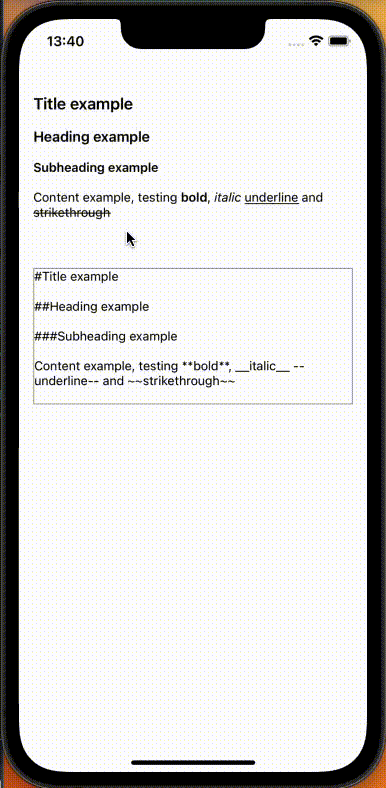 13:40
Title example
Heading example
Subheading example
Content example, testing bold, italic underline and
strikethrough
#Title example
##Heading example
###Subheading example
Content example, testing **bold**, __italic__ --
underline-- and ~~strikethrough~~